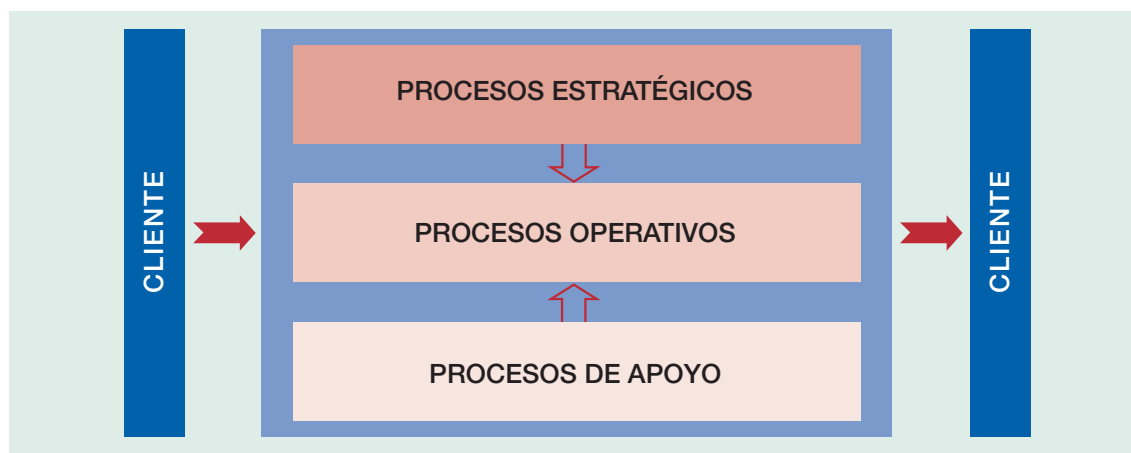 CLIENTE
PROCESOS ESTRATÉGICOS
PROCESOS OPERATIVOS
PROCESOS DE APOYO
CLIENTE